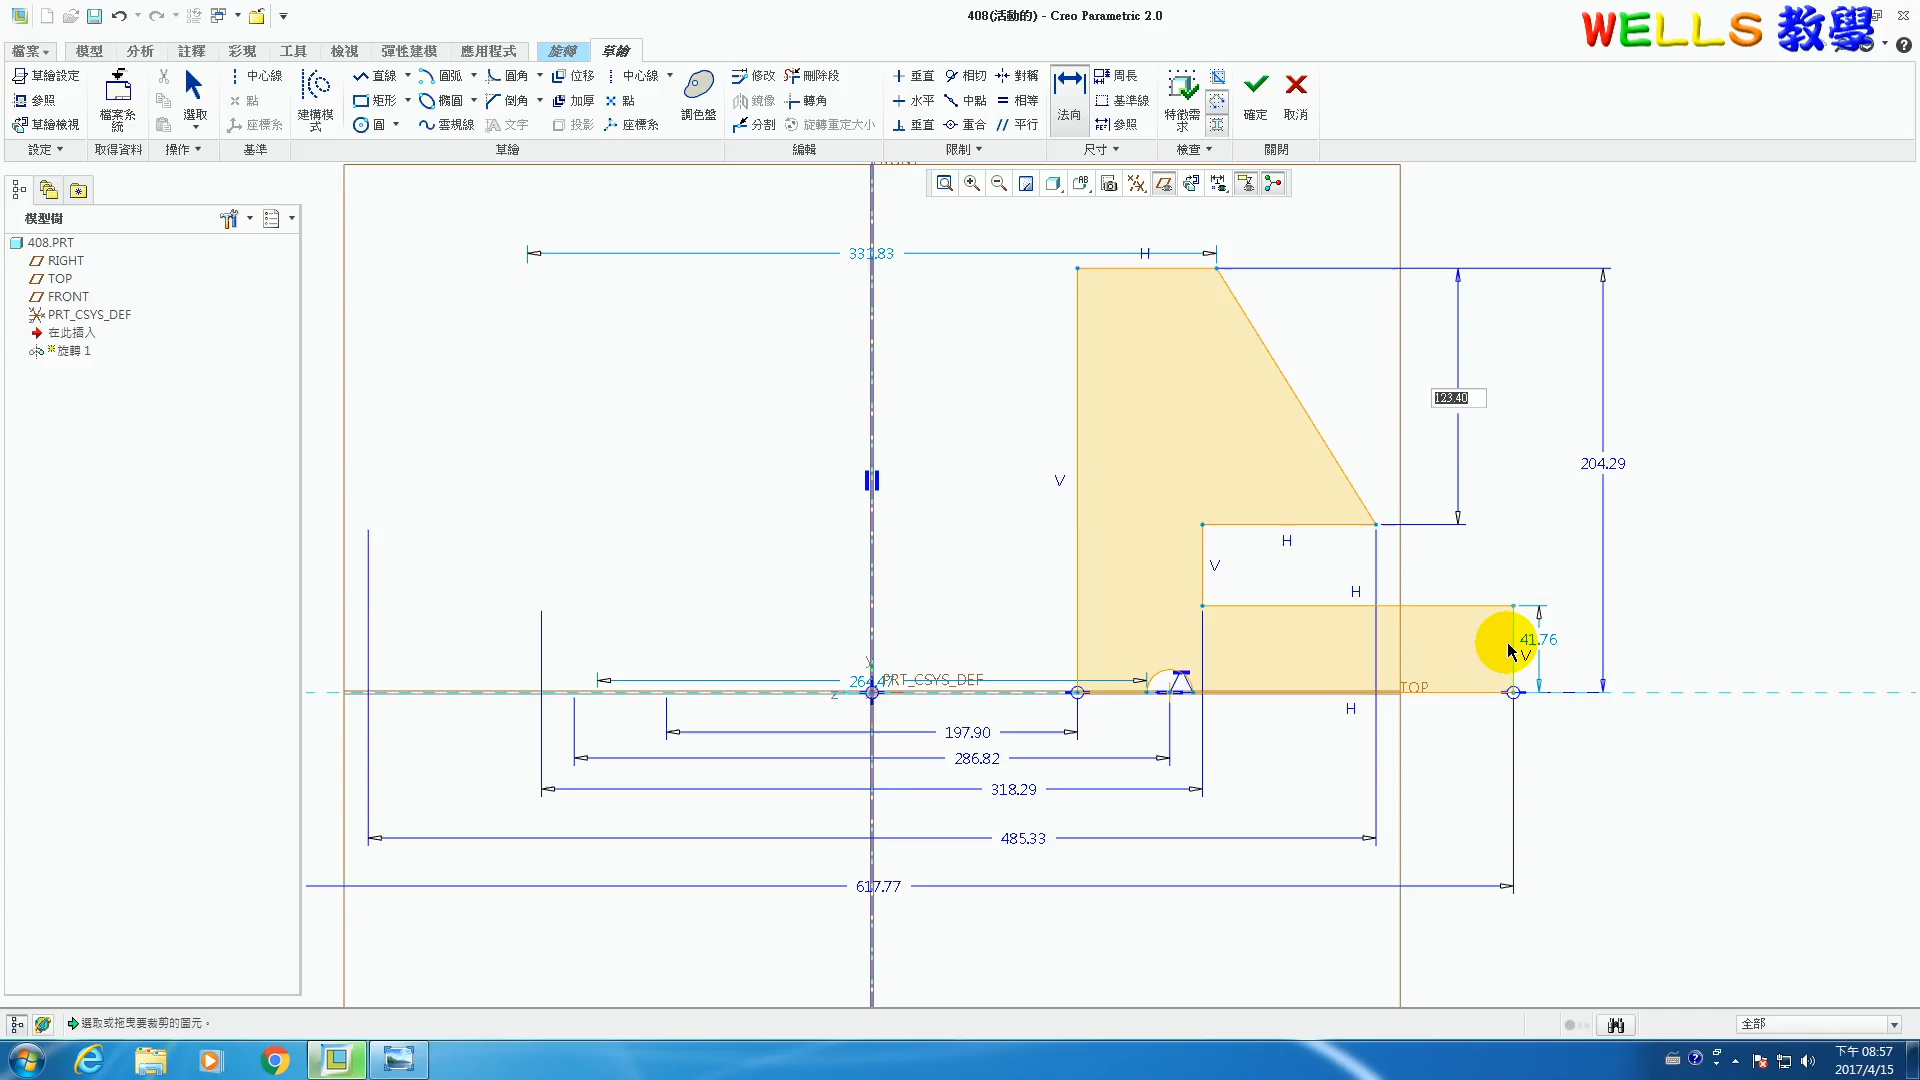 408(活動的) - Creo Parametric 2.0
WELLS 教學
檔案 模型 分析 註釋 彩現 工具 檢視 彈性建模 應用程式 旋轉 草繪
草繪設定
參照
草繪檢視
檔案系統
選取
中心線
點
座標系
建構模式
直線 圓弧 圓角 位移 中心線
矩形 橢圓 倒角 加厚 點
圓 雲規線 文字 投影 座標系
調色盤
修改 刪除段
鏡像 轉角
分割 旋轉重定大小
垂直 相切 對稱
水平 中點 相等
垂直 重合 平行
法向
周長
基準線
參照
特徵需求
確定
取消
設定 取得資料 操作 基準 草繪 編輯 限制 尺寸 檢查 關閉
模型樹
408.PRT
RIGHT
TOP
FRONT
PRT_CSYS_DEF
在此插入
旋轉 1
331.83
H
123.40
204.29
V
H
V
H
41.76
V
PRT_CSYS_DEF
TOP
H
197.90
286.82
318.29
485.33
617.77
選取或拖曳要裁剪的圖元。
全部
下午 08:57
2017/4/15